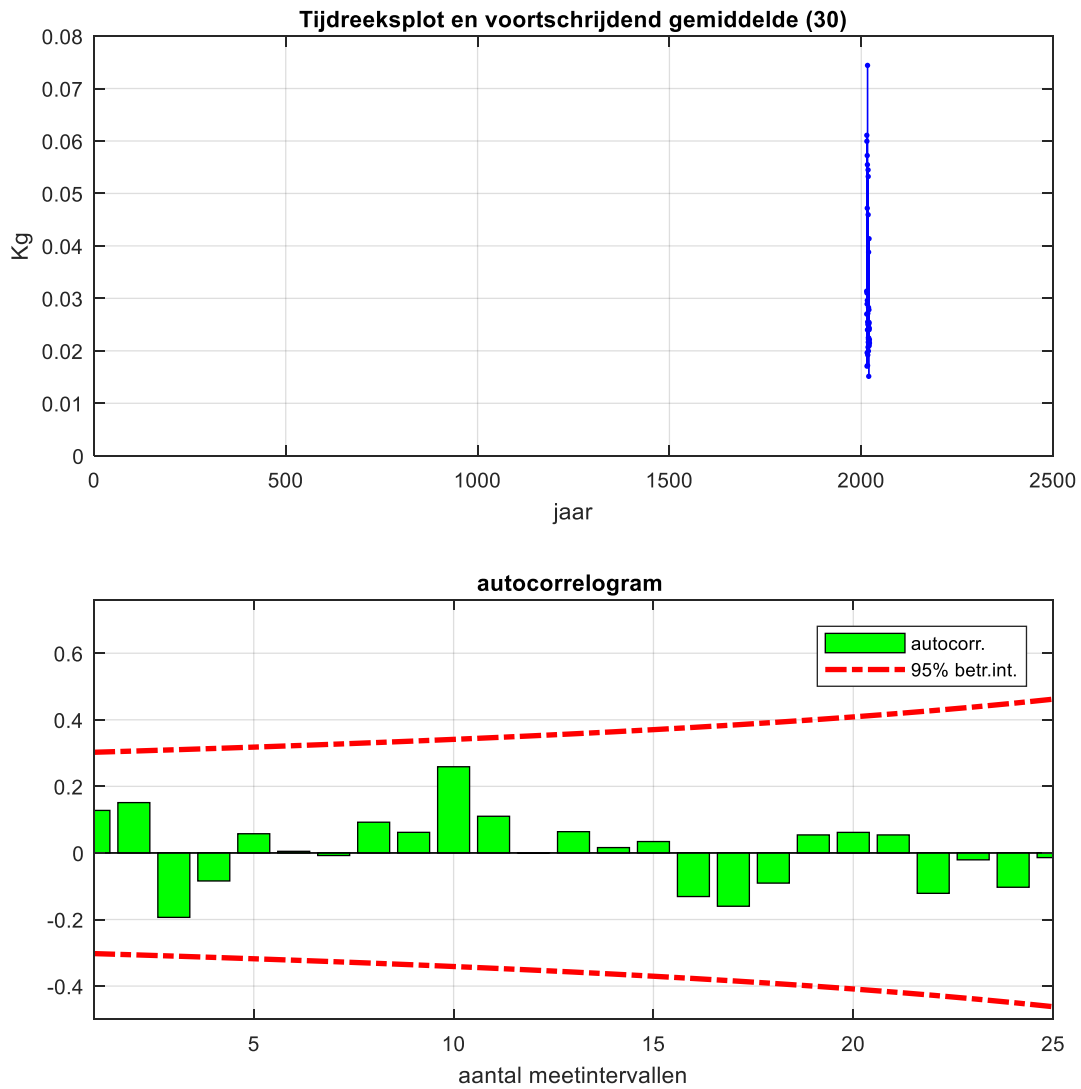 Tijdreeksplot en voortschrijdend gemiddelde (30)
0.08
0.07
0.06
0.05
0.04
0.03
0.02
0.01
0
Kg
0 500 1000 1500 2000 2500
jaar
autocorrelogram
0.6
0.4
0.2
0
-0.2
-0.4
autocorr.
95% betr.int.
5 10 15 20 25
aantal meetintervallen